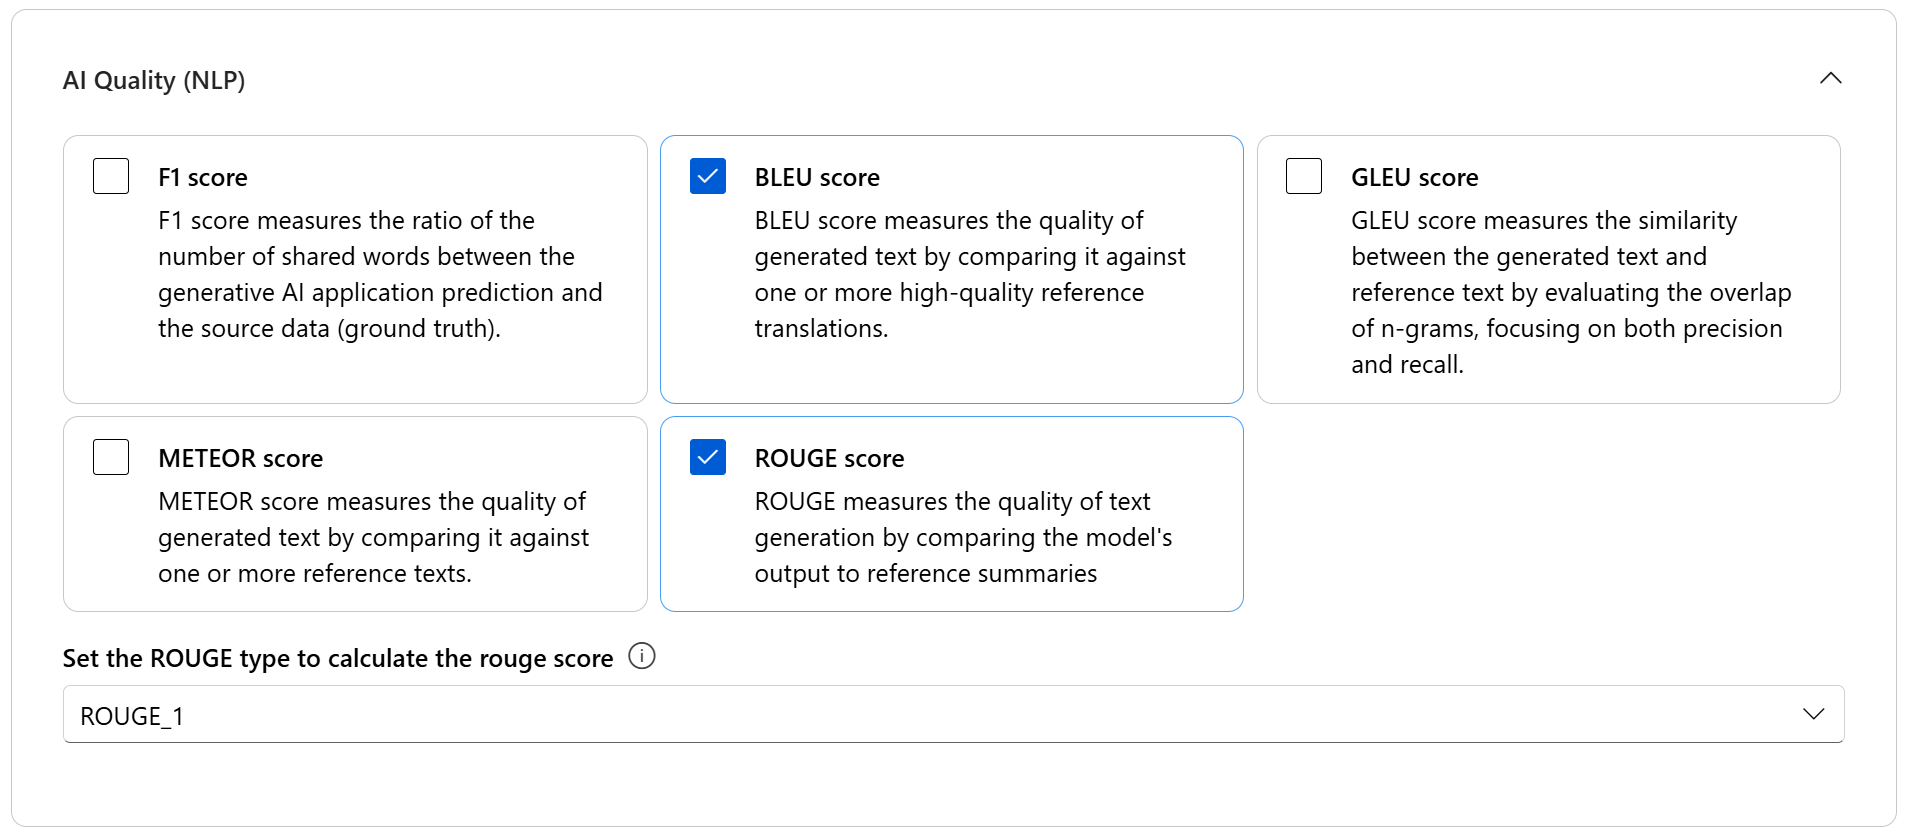 AI Quality (NLP)
F1 score
F1 score measures the ratio of the
number of shared words between the
generative AI application prediction and
the source data (ground truth).
BLEU score
BLEU score measures the quality of
generated text by comparing it against
one or more high-quality reference
translations.
GLEU score
GLEU score measures the similarity
between the generated text and
reference text by evaluating the overlap
of n-grams, focusing on both precision
and recall.
METEOR score
METEOR score measures the quality of
generated text by comparing it against
one or more reference texts.
ROUGE score
ROUGE measures the quality of text
generation by comparing the model's
output to reference summaries
Set the ROUGE type to calculate the rouge score
ROUGE_1